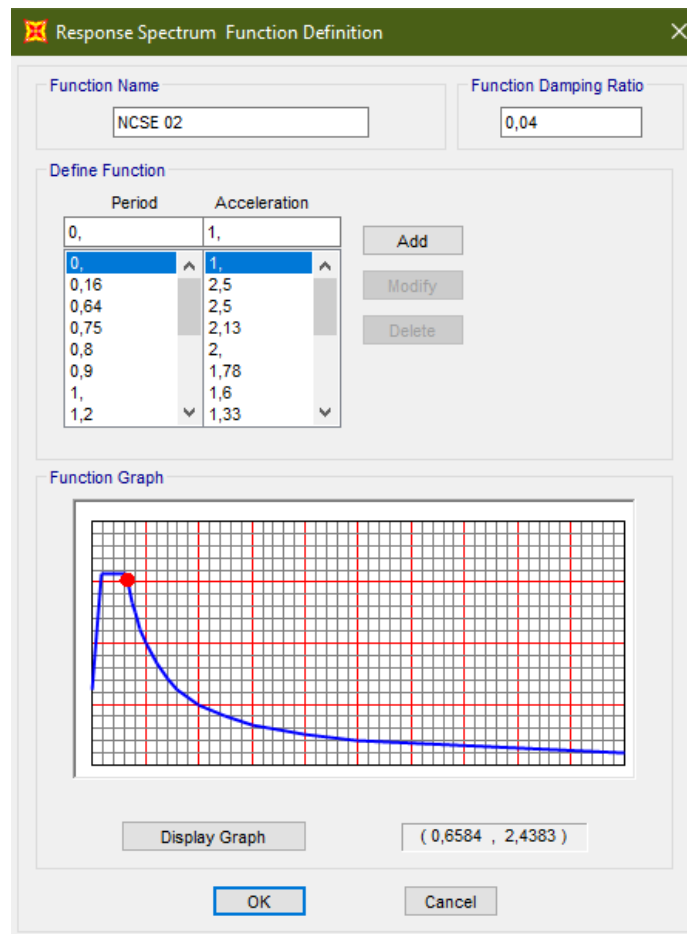 Response Spectrum  Function Definition
Function Name
Function Damping Ratio
NCSE 02
0,04
Define Function
Period Acceleration
0, 1,
Add
0, 1,
0,16 2,5
Modify
0,64 2,5
0,75 2,13
Delete
0,8 2,
0,9 1,78
1, 1,6
1,2 1,33
Function Graph
Display Graph
( 0,6584 , 2,4383 )
OK
Cancel